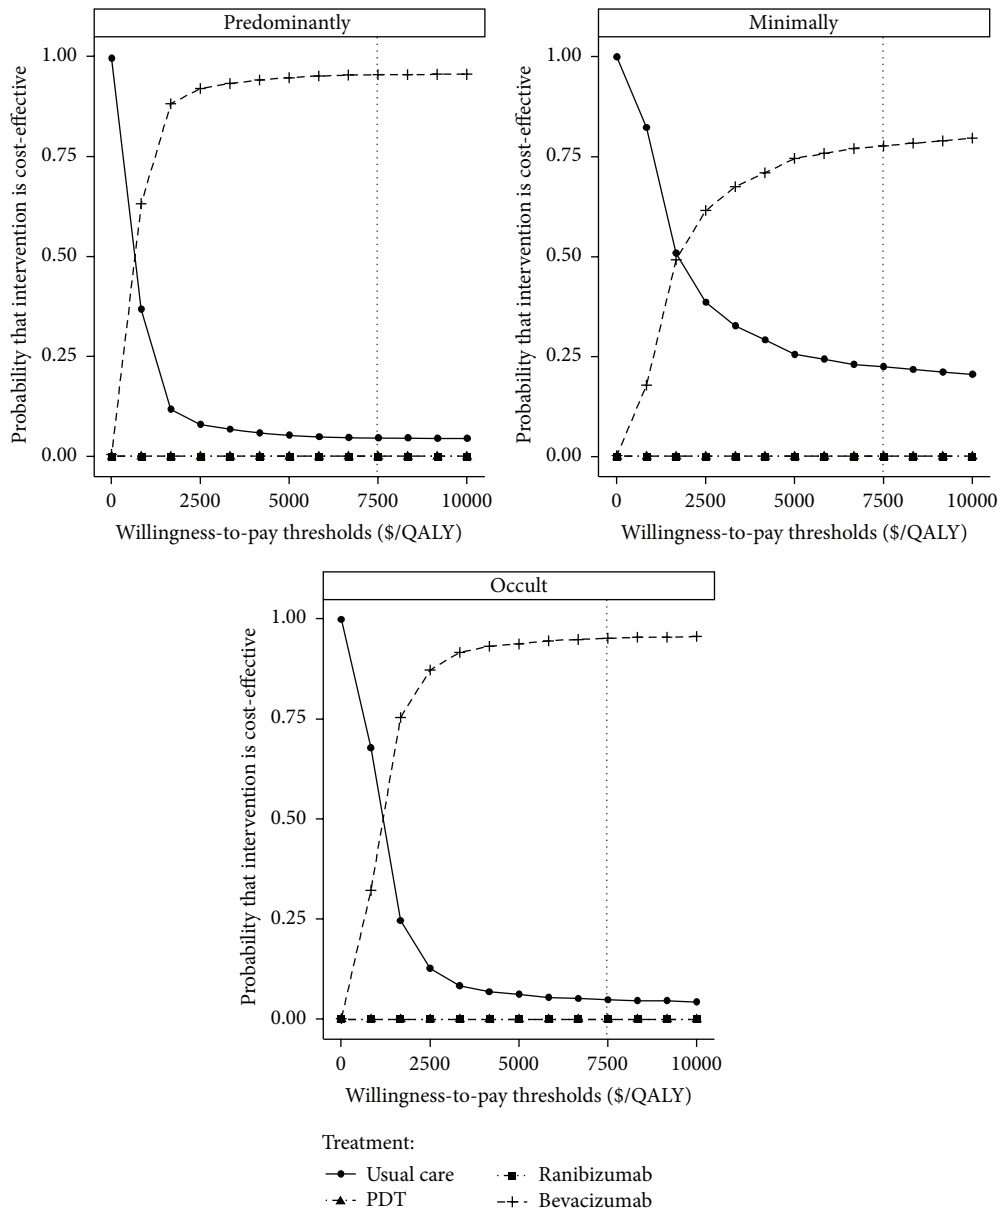 Predominantly
Probability that intervention is cost-effective
1.00
0.75
0.50
0.25
0.00
0 2500 5000 7500 10000
Willingness-to-pay thresholds ($/QALY)
Minimally
Probability that intervention is cost-effective
1.00
0.75
0.50
0.25
0.00
0 2500 5000 7500 10000
Willingness-to-pay thresholds ($/QALY)
Occult
Probability that intervention is cost-effective
1.00
0.75
0.50
0.25
0.00
0 2500 5000 7500 10000
Willingness-to-pay thresholds ($/QALY)
Treatment:
Usual care
PDT
Ranibizumab
Bevacizumab